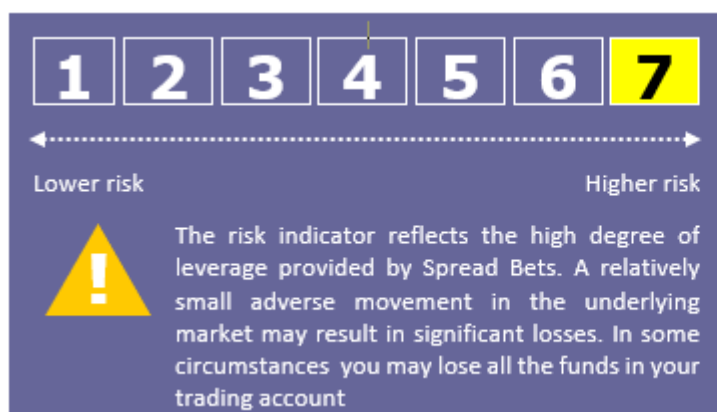 1 2 3 4 5 6 7
Lower risk Higher risk
!
The risk indicator reflects the high degree of
leverage provided by Spread Bets. A relatively
small adverse movement in the underlying
market may result in significant losses. In some
circumstances you may lose all the funds in your
trading account